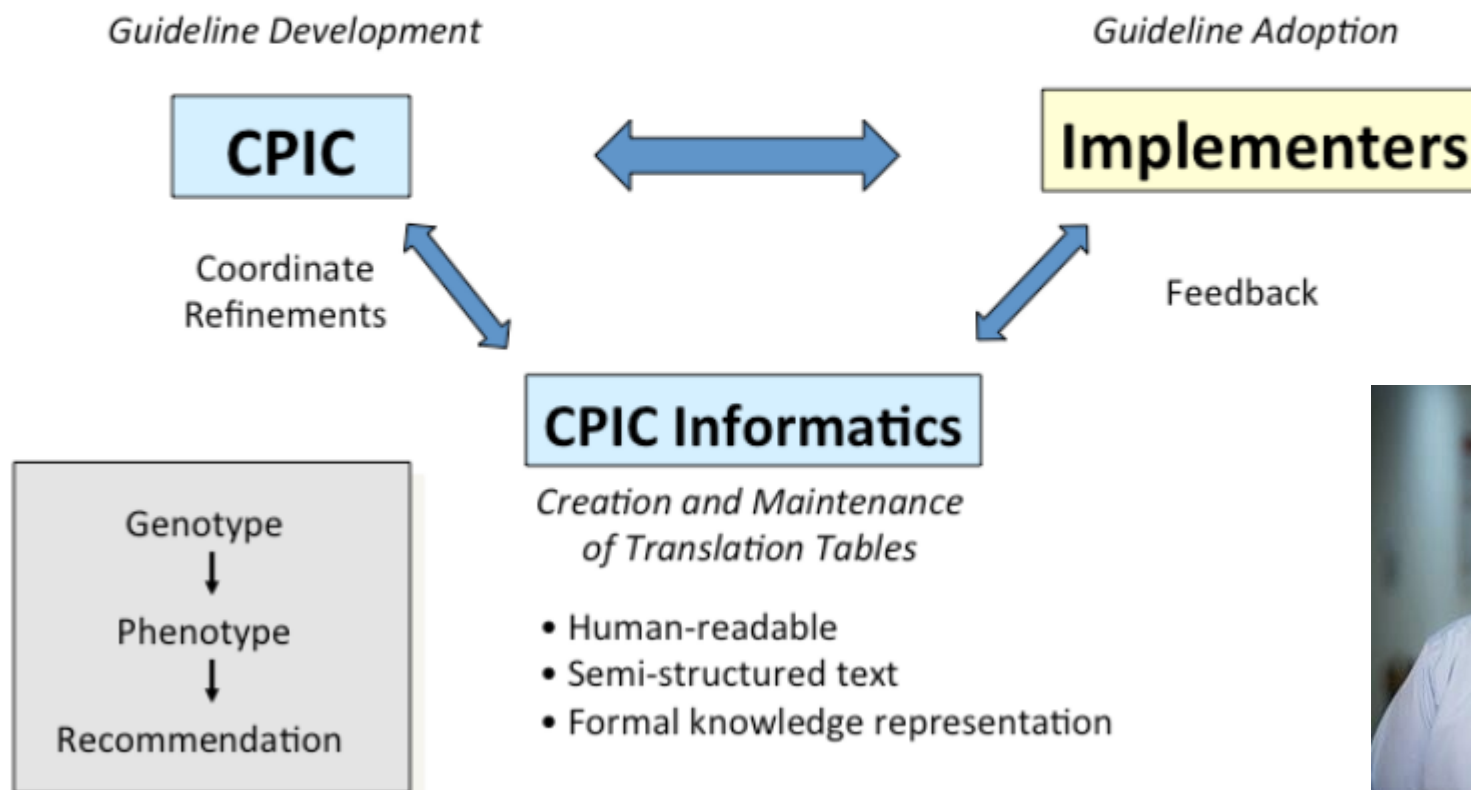 Guideline Development
Guideline Adoption
CPIC
Implementers
Coordinate
Refinements
Feedback
CPIC Informatics
Creation and Maintenance
of Translation Tables
Genotype
Phenotype
Recommendation
• Human-readable
• Semi-structured text
• Formal knowledge representation